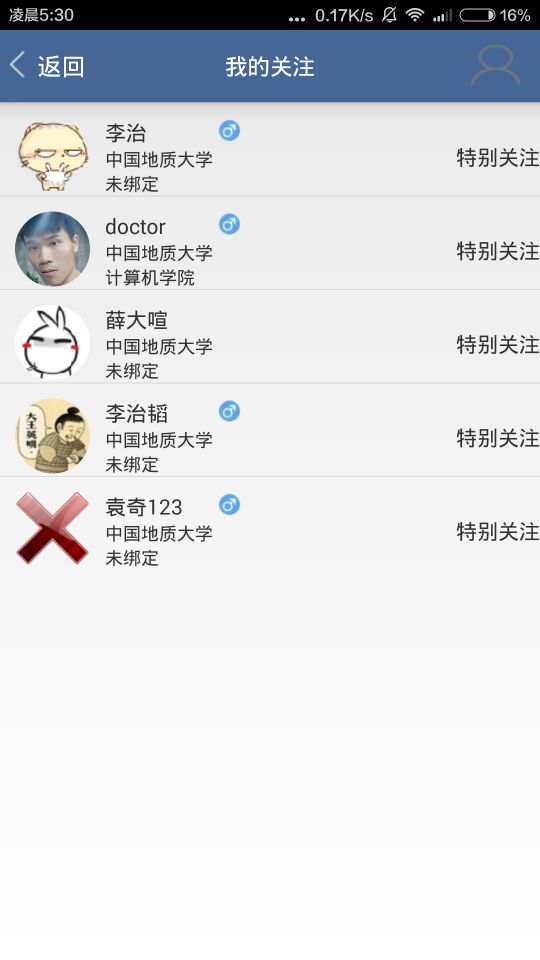 凌晨5:30 ... 0.17K/s 16%
返回 我的关注
李治
中国地质大学
未绑定
特别关注
doctor
中国地质大学
计算机学院
特别关注
薛大喧
中国地质大学
未绑定
特别关注
大王英明。
李治韬
中国地质大学
未绑定
特别关注
袁奇123
中国地质大学
未绑定
特别关注